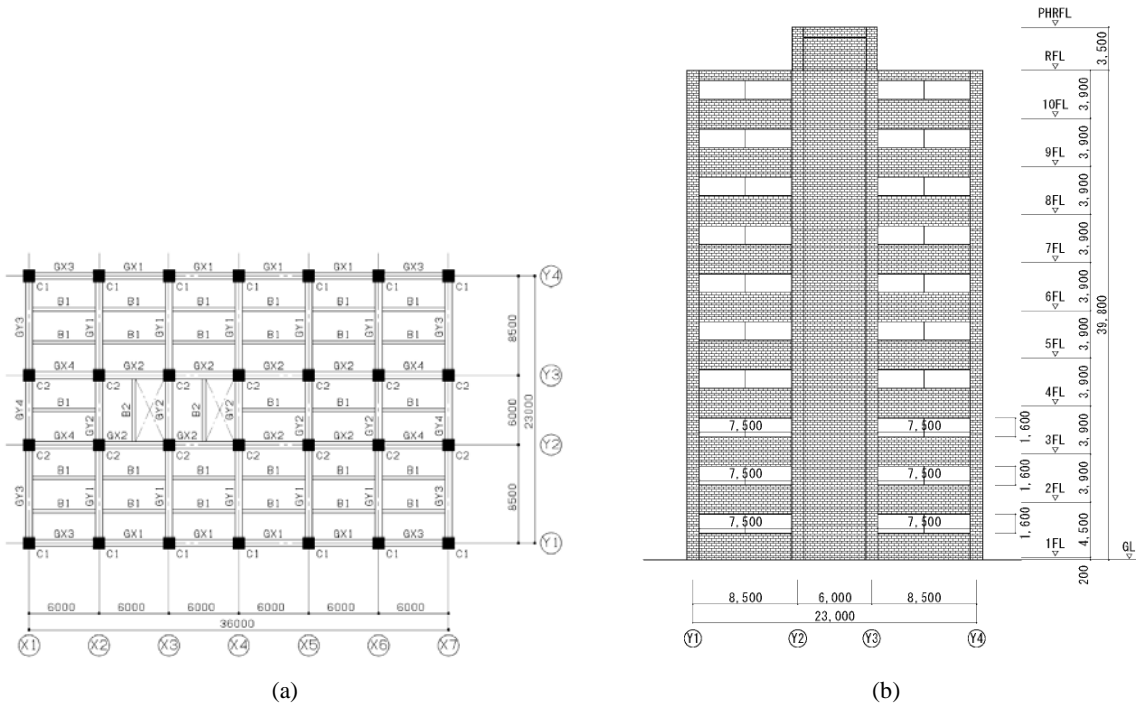 GX3 GX1 GX1 GX1 GX1 GX3 Y4
C1 C1 C1 C1 C1 C1 C1
B1 B1 B1 B1 B1 B1
GY3 GY1 GY1 GY1 GY1 GY1 GY3 8500
B1 B1 B1 B1 B1 B1
GX4 GX2 GX2 GX2 GX2 GX4 Y3
C2 C2 C2 C2 C2 C2 C2
B1 B1 B1 B1
GY4 GY2 B2 GY2 B2 GY2 GY2 GY2 GY4 6000 23000
GX4 GX2 GX2 GX2 GX2 GX4 Y2
C2 C2 C2 C2 C2 C2 C2
B1 B1 B1 B1 B1 B1
GY3 GY1 GY1 GY1 GY1 GY1 GY3 8500
B1 B1 B1 B1 B1 B1
GX3 GX1 GX1 GX1 GX1 GX3 Y1
C1 C1 C1 C1 C1 C1 C1
6000 6000 6000 6000 6000 6000
36000
X1 X2 X3 X4 X5 X6 X7
(a)
PHRFL
3,500
RFL
3,900
10FL
3,900
9FL
3,900
8FL
3,900
7FL
3,900
6FL
3,900
39,800
5FL
3,900
4FL
3,900
7,500 7,500 1,600
3FL
3,900
7,500 7,500 1,600
2FL
4,500
7,500 7,500 1,600
1FL
GL
200
8,500 6,000 8,500
23,000
Y1 Y2 Y3 Y4
(b)